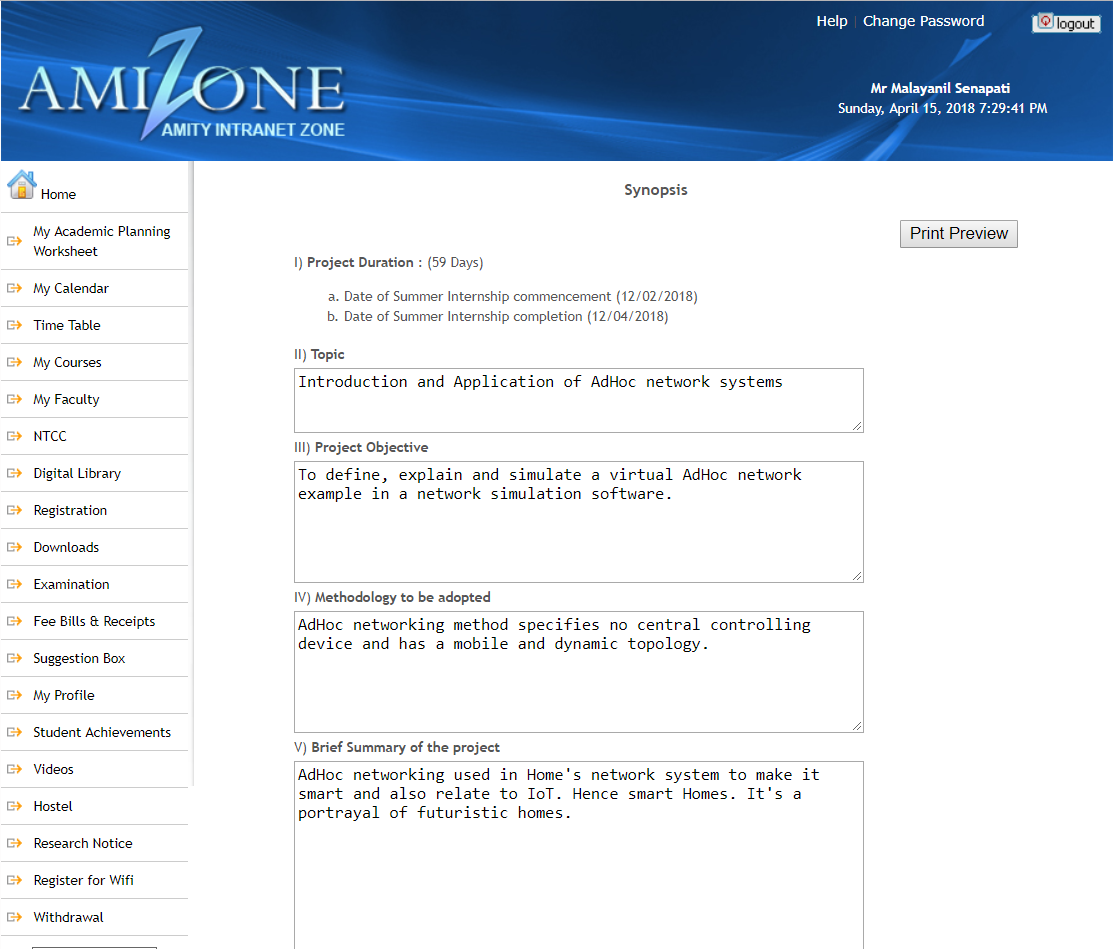 Help | Change Password
logout
AMIZONE
AMITY INTRANET ZONE
Mr Malayanil Senapati
Sunday, April 15, 2018 7:29:41 PM
Home
My Academic Planning
Worksheet
My Calendar
Time Table
My Courses
My Faculty
NTCC
Digital Library
Registration
Downloads
Examination
Fee Bills & Receipts
Suggestion Box
My Profile
Student Achievements
Videos
Hostel
Research Notice
Register for Wifi
Withdrawal
Synopsis
Print Preview
I) Project Duration : (59 Days)
a. Date of Summer Internship commencement (12/02/2018)
b. Date of Summer Internship completion (12/04/2018)
II) Topic
Introduction and Application of AdHoc network systems
III) Project Objective
To define, explain and simulate a virtual AdHoc network
example in a network simulation software.
IV) Methodology to be adopted
AdHoc networking method specifies no central controlling
device and has a mobile and dynamic topology.
V) Brief Summary of the project
AdHoc networking used in Home's network system to make it
smart and also relate to IoT. Hence smart Homes. It's a
portrayal of futuristic homes.